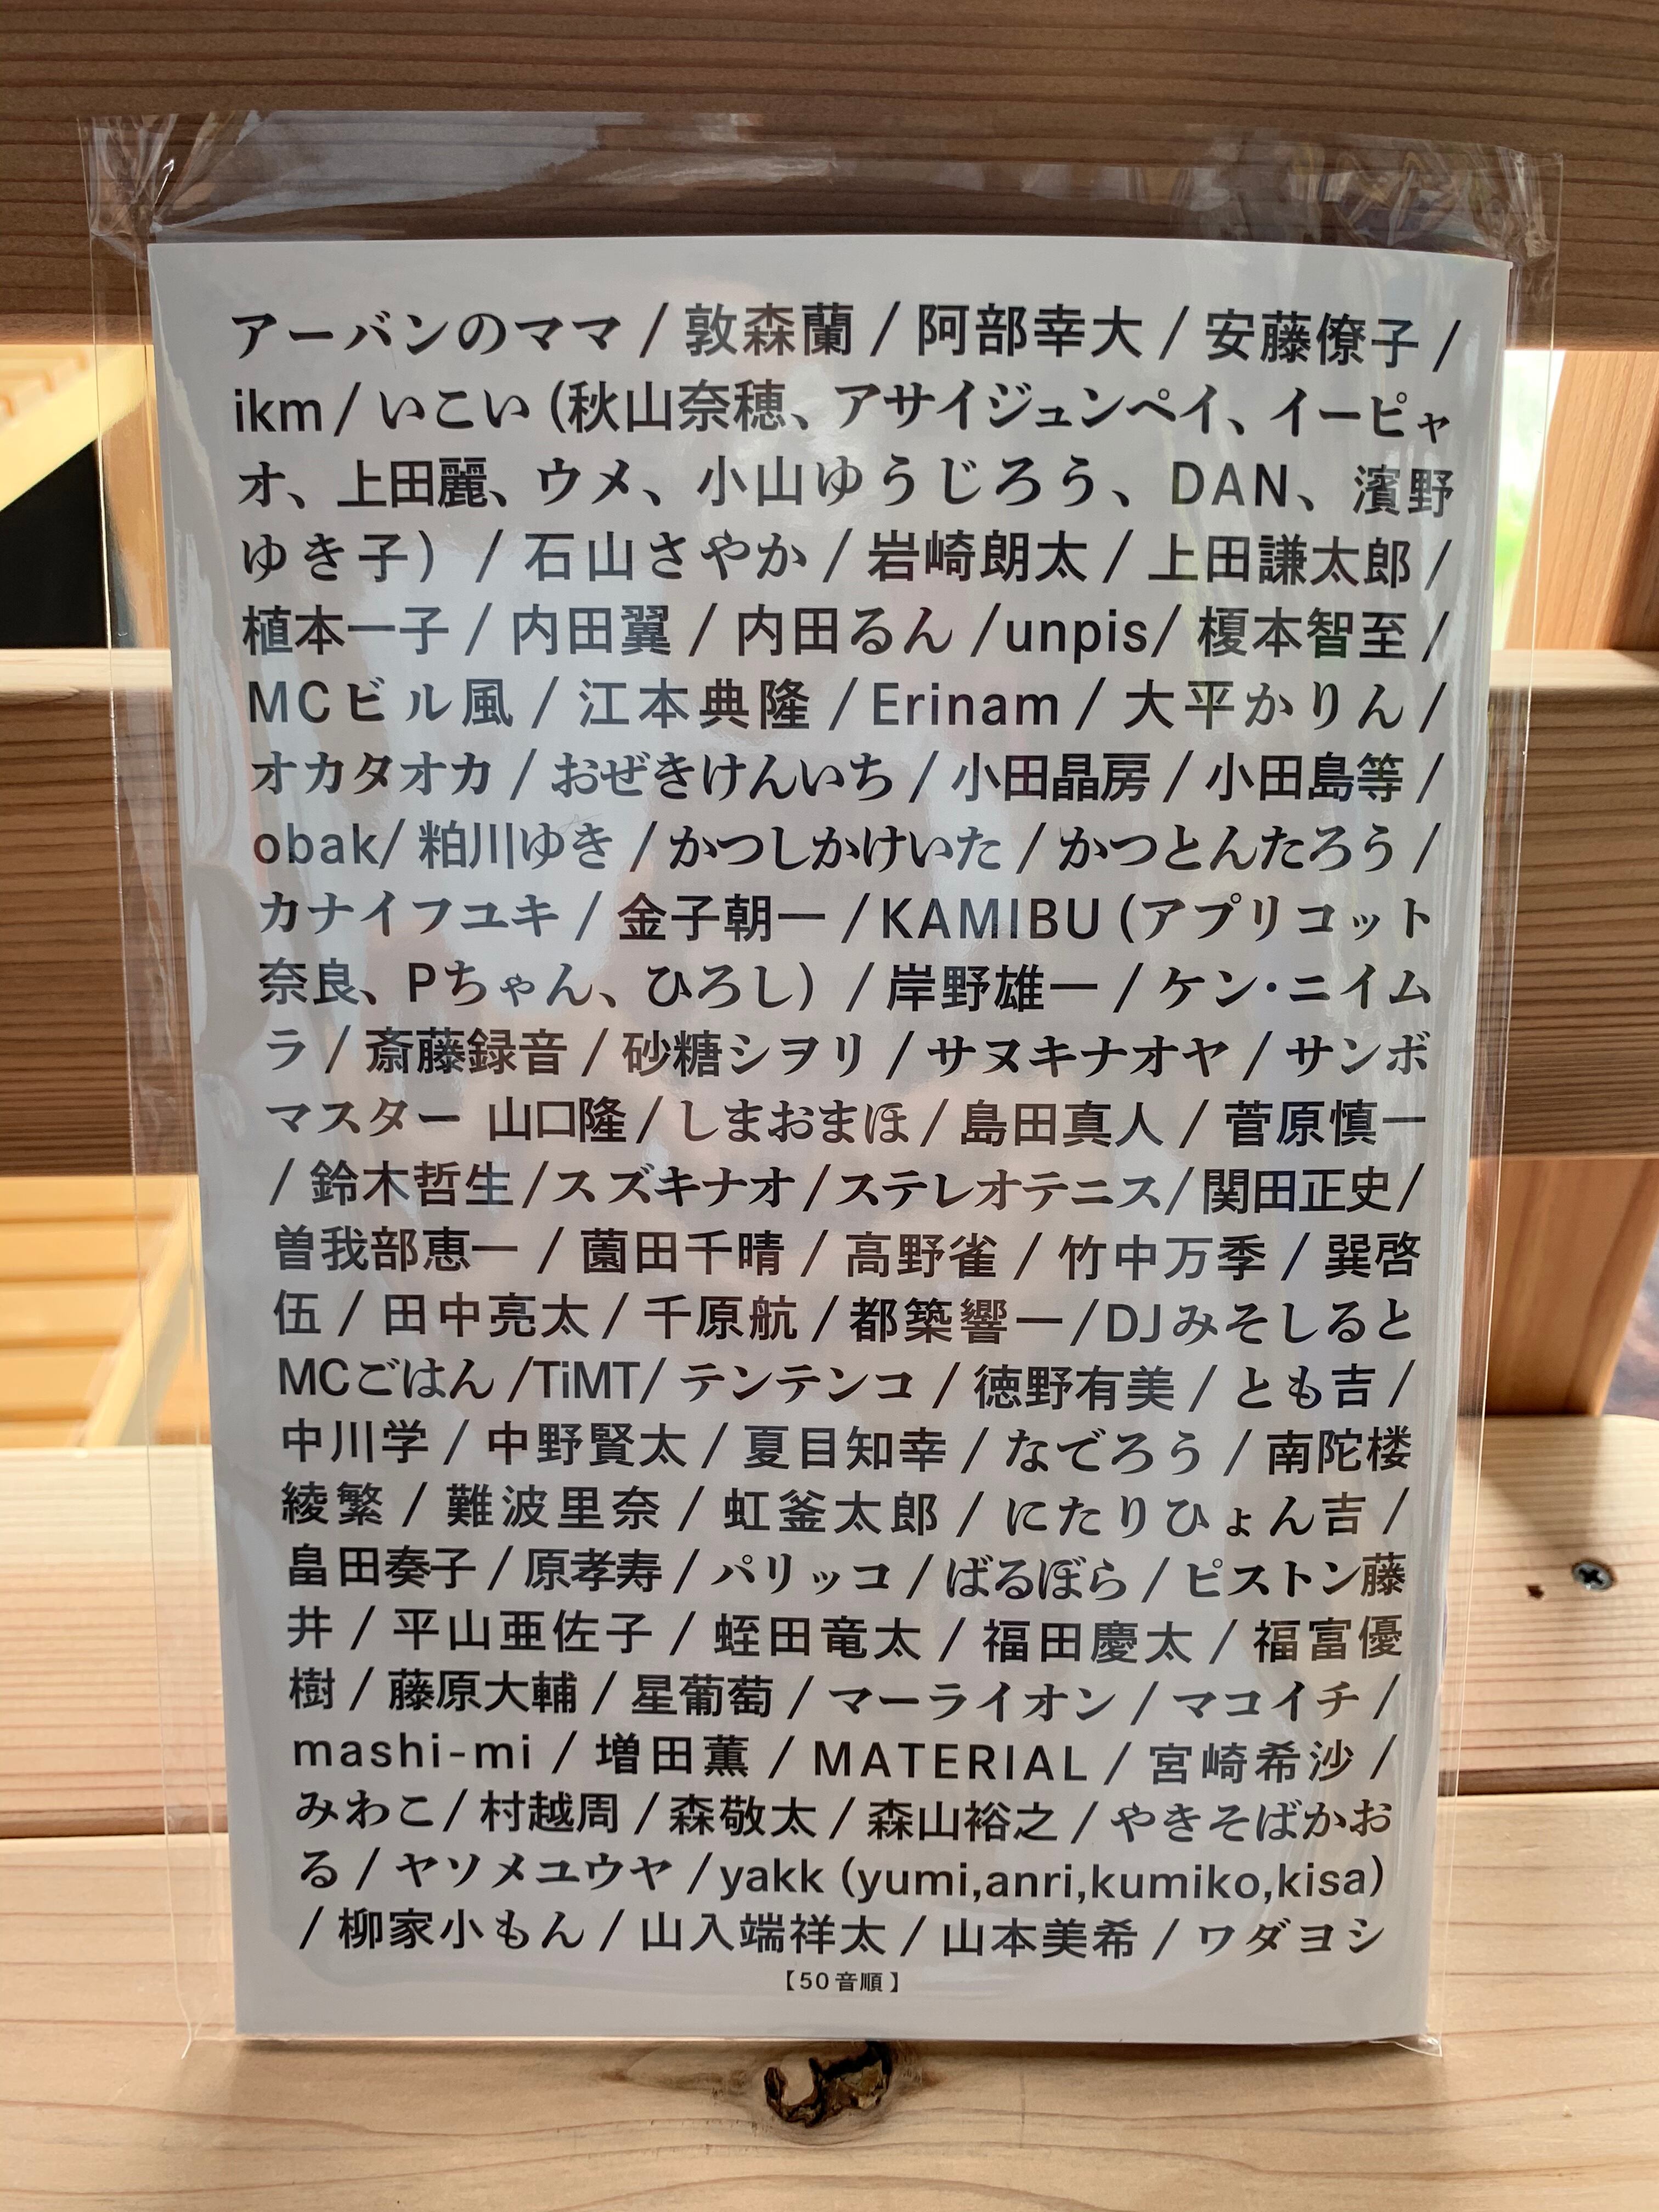 アーバンのママ / 敦森蘭 / 阿部幸大 / 安藤僚子 /
ikm / いこい (秋山奈穂、アサイジュンペイ、イーピャ
オ、上田麗、ウメ、小山ゆうじろう、DAN、濱野
ゆき子） / 石山さやか / 岩崎朗太 / 上田謙太郎 /
植本一子 / 内田翼 / 内田るん /unpis/ 榎本智至 /
MCビル風 / 江本典隆 /Erinam / 大平かりん /
オカタオカ / おぜきけんいち / 小田晶房 / 小田島等 /
obak/ 粕川ゆき / かつしかけいた / かつとんたろう /
カナイフユキ / 金子朝一 /KAMIBU (アプリコット
奈良、Pちゃん、ひろし） / 岸野雄一 / ケン・ニイム
ラ / 斎藤録音 / 砂糖シヲリ / サヌキナオヤ / サンボ
マスター 山口隆 / しまおまほ / 島田真人 / 菅原慎一
/ 鈴木哲生 / スズキナオ / ステレオテニス / 関田正史 /
曽我部恵一 / 薗田千晴 / 高野雀 / 竹中万季 / 巽啓
伍 / 田中亮太 / 千原航 / 都築響一 /DJみそしると
MCごはん /TiMT/ テンテンコ / 徳野有美 / とも吉 /
中川学 / 中野賢太 / 夏目知幸 / なでろう / 南陀楼
綾繁 / 難波里奈 / 虹釜太郎 / にたりひょん吉 /
畠田奏子 / 原孝寿 / パリッコ / ばるぼら / ピストン藤
井 / 平山亜佐子 / 蛭田竜太 / 福田慶太 / 福富優
樹 / 藤原大輔 / 星葡萄 / マーライオン / マコイチ /
mashi-mi / 増田薫 / MATERIAL / 宮崎希沙 /
みわこ / 村越周 / 森敬太 / 森山裕之 / やきそばかお
る / ヤソメユウヤ /yakk (yumi,anri,kumiko,kisa)
/ 柳家小もん / 山入端祥太 / 山本美希 / ワダヨシ
【50音順】